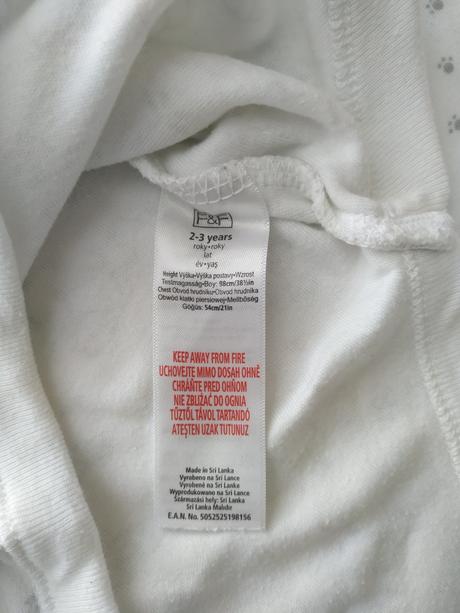 F&F
2-3 years
roky•roky
lat
év•yaş
Height Výška•Výška postavy•Wzrost
Testmagasság•Boy: 98cm/38½in
Chest Obvod hrudníku•Obvod hrudníka
Obwód klatki piersiowej•Mellbőség
Göğüs: 54cm/21in
KEEP AWAY FROM FIRE
UCHOVEJTE MIMO DOSAH OHNĚ
CHRÁŇTE PRED OHŇOM
NIE ZBLIŻAĆ DO OGNIA
TŰZTŐL TÁVOL TARTANDÓ
ATEŞTEN UZAK TUTUNUZ
Made in Sri Lanka
Vyrobeno na Srí Lance
Vyrobené na Srí Lanke
Wyprodukowano na Sri Lance
Származási hely: Sri Lanka
Sri Lanka Malıdır
E.A.N. No. 5052525198156